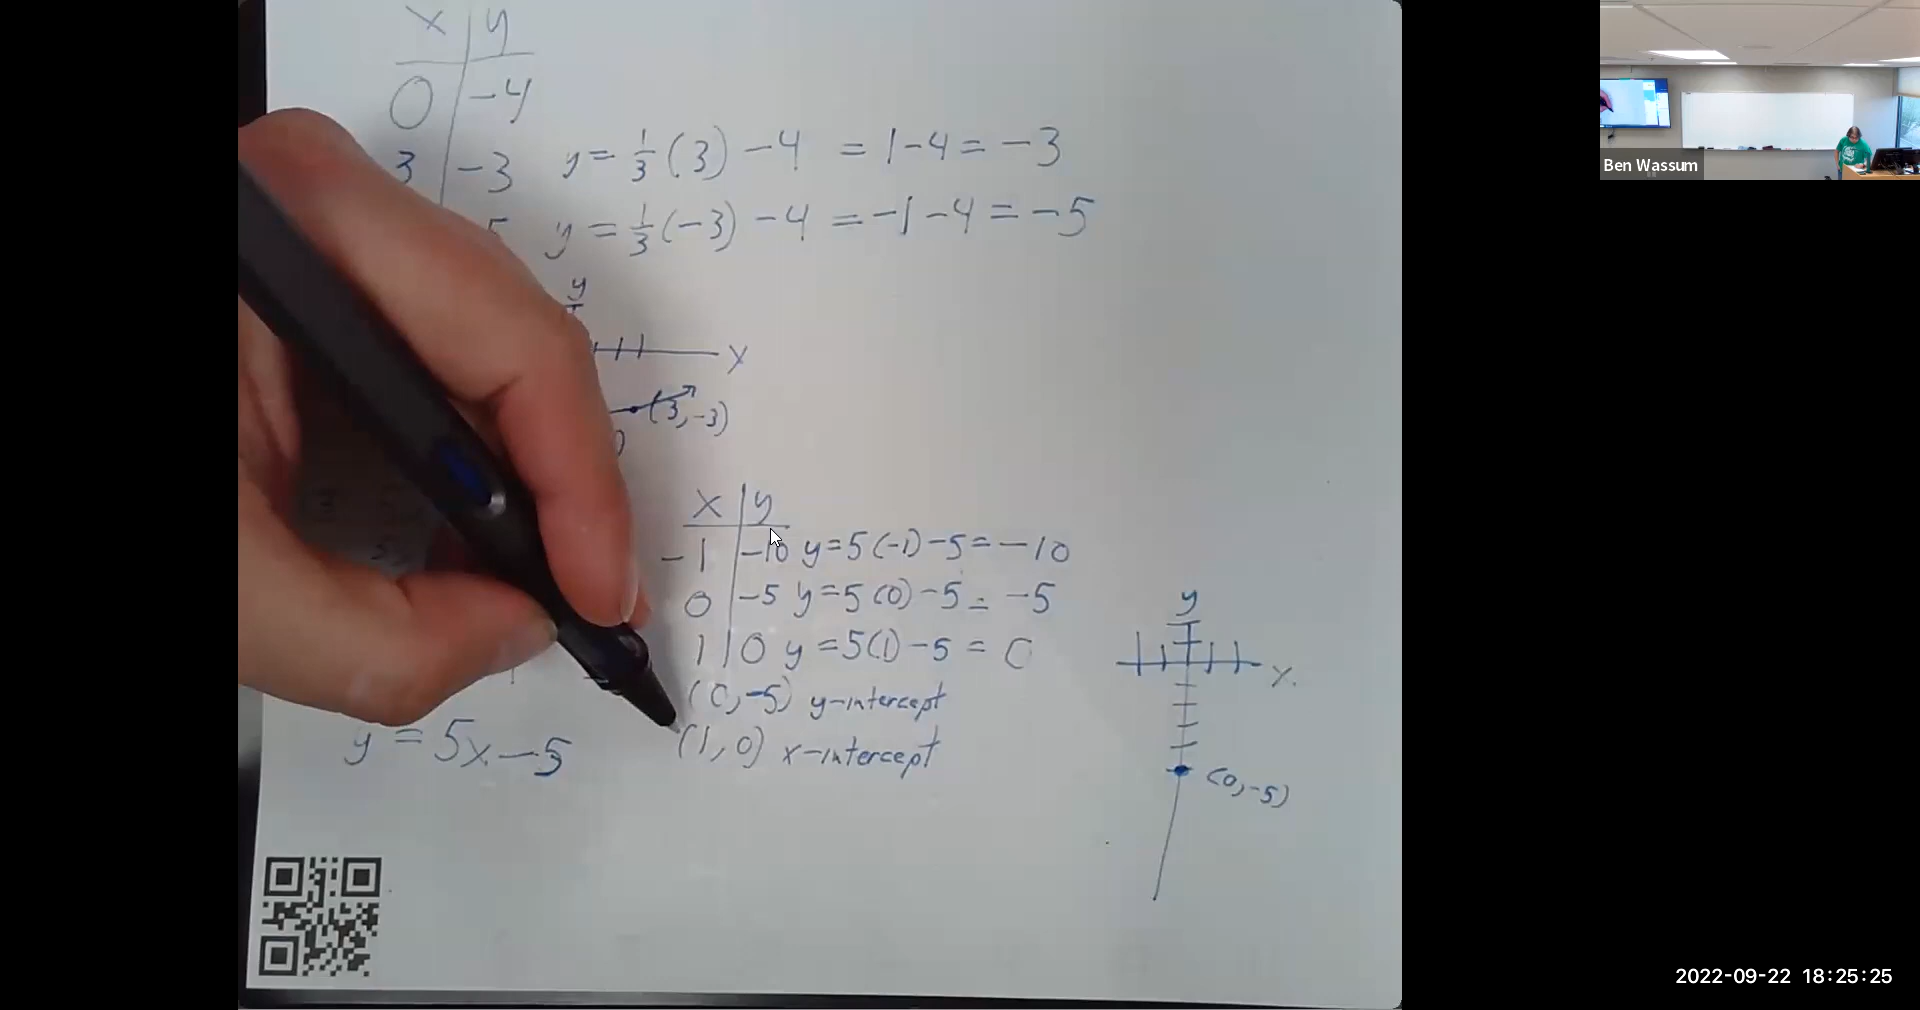 x y
0 -4
3 -3 y = 1/3 (3) - 4 = 1 - 4 = -3
5 y = 1/3 (-3) - 4 = -1 - 4 = -5
y
x
(3, -3)
x y
-1 -10 y = 5(-1) - 5 = -10
0 -5 y = 5(0) - 5 = -5
1 0 y = 5(1) - 5 = 0
(0, -5) y-intercept
(1, 0) x-intercept
y = 5x - 5
y
x
(0, -5)
Ben Wassum
2022-09-22 18:25:25